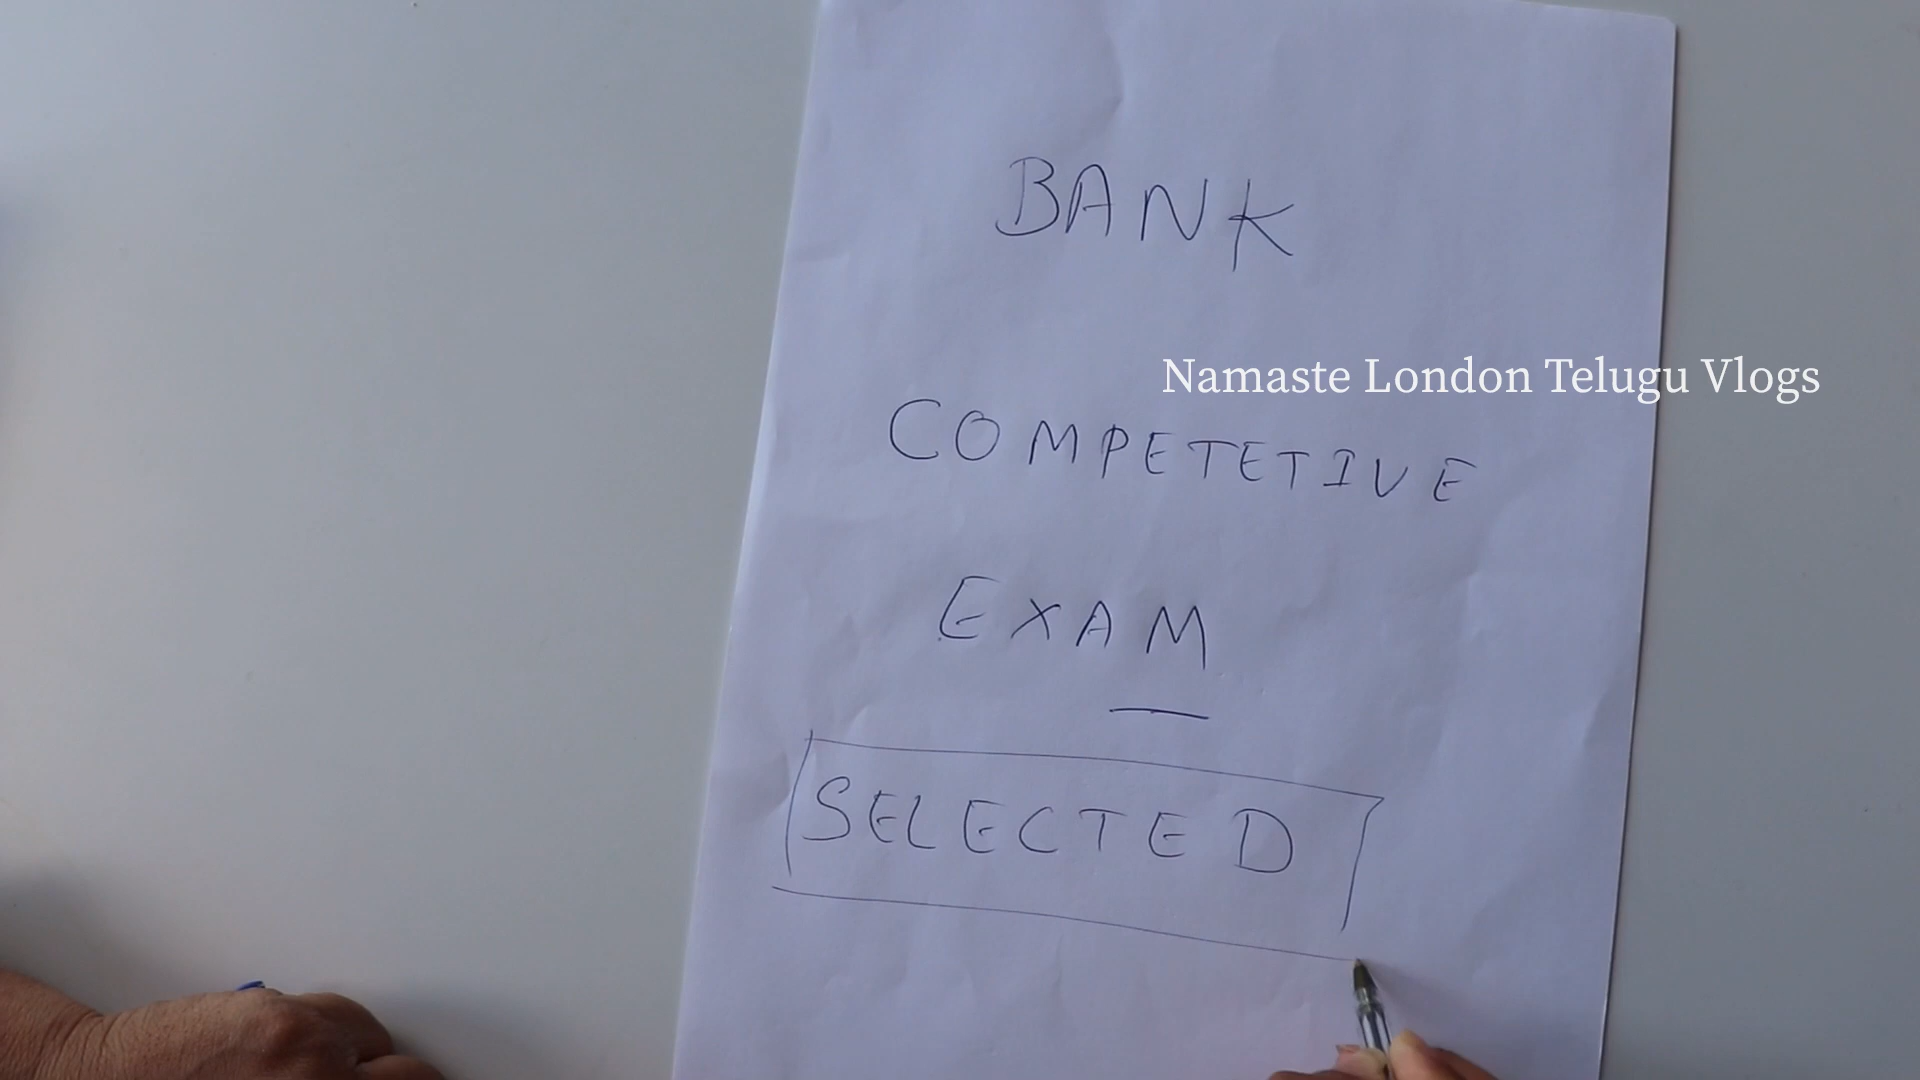 BANK
Namaste London Telugu Vlogs
COMPETETIVE
EXAM
SELECTED